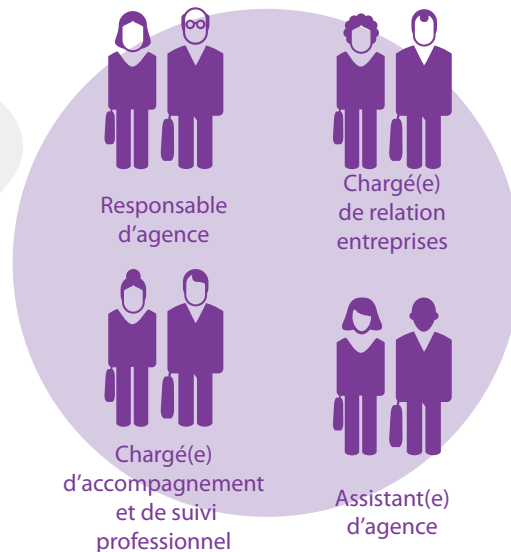 Responsable
d’agence
Chargé(e)
de relation
entreprises
Chargé(e)
d’accompagnement
et de suivi
professionnel
Assistant(e)
d’agence